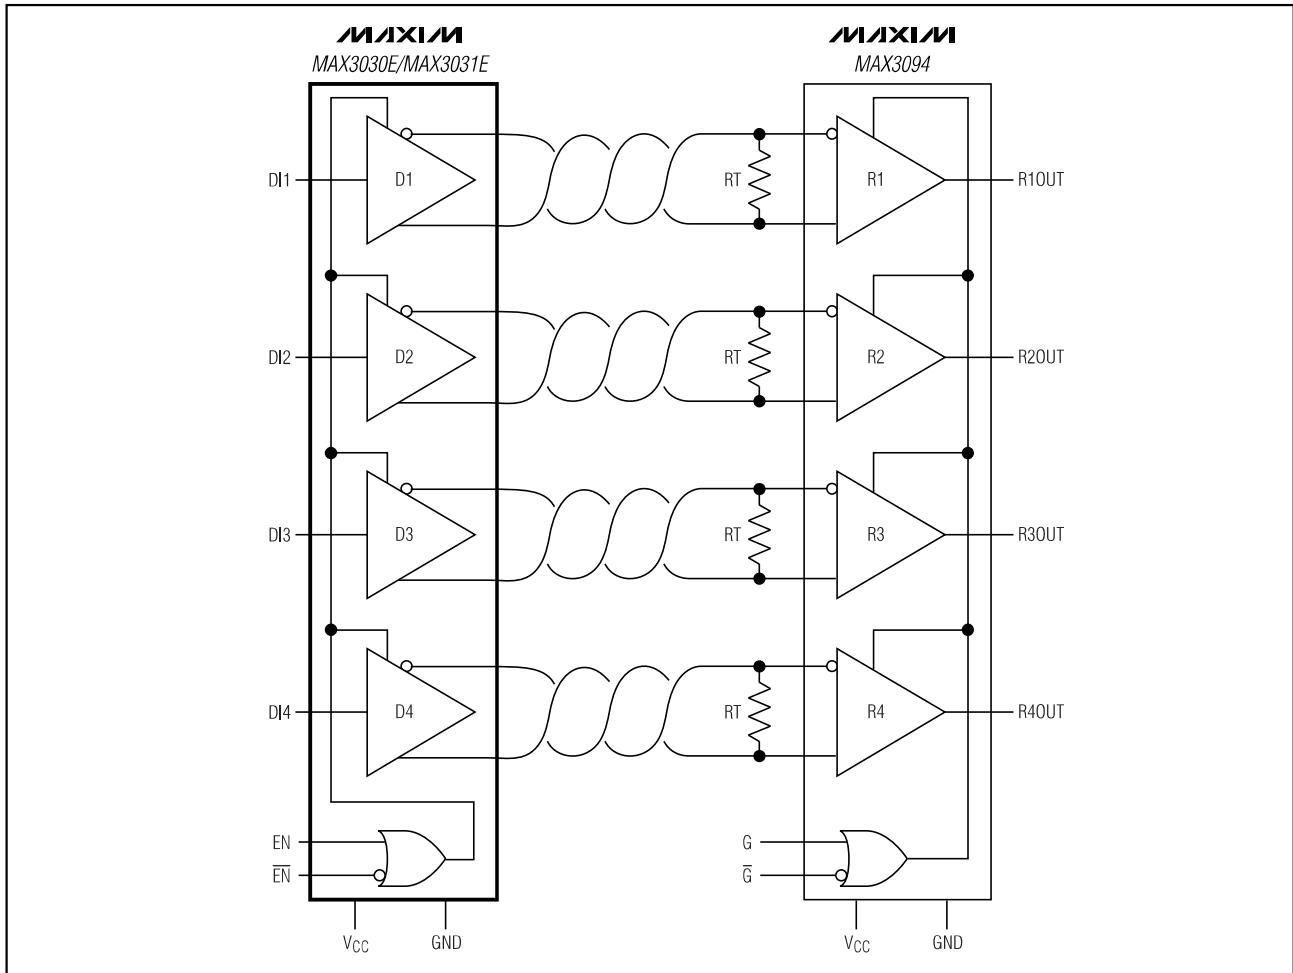 MAXIM
MAX3030E/MAX3031E
MAXIM
MAX3094
DI1
D1
RT
R1
R1OUT
DI2
D2
RT
R2
R2OUT
DI3
D3
RT
R3
R3OUT
DI4
D4
RT
R4
R4OUT
EN
G
E̅N̅
G̅
VCC
GND
VCC
GND